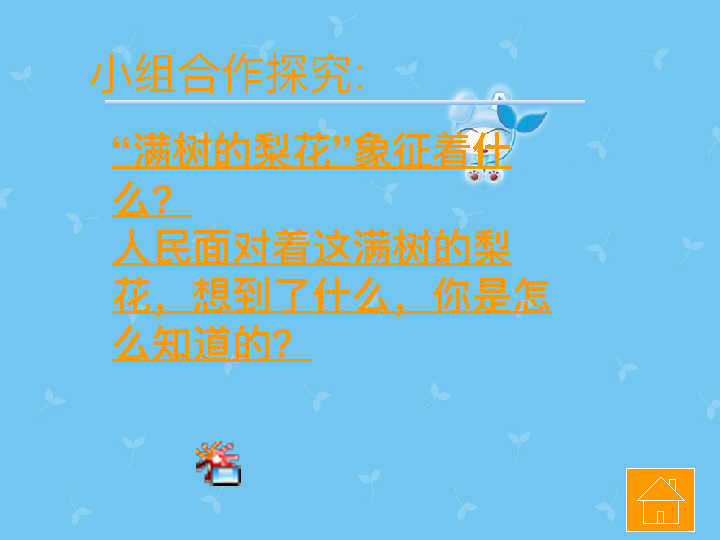 小组合作探究：
“满树的梨花”象征着什
么？
人民面对着这满树的梨
花，想到了什么，你是怎
么知道的？